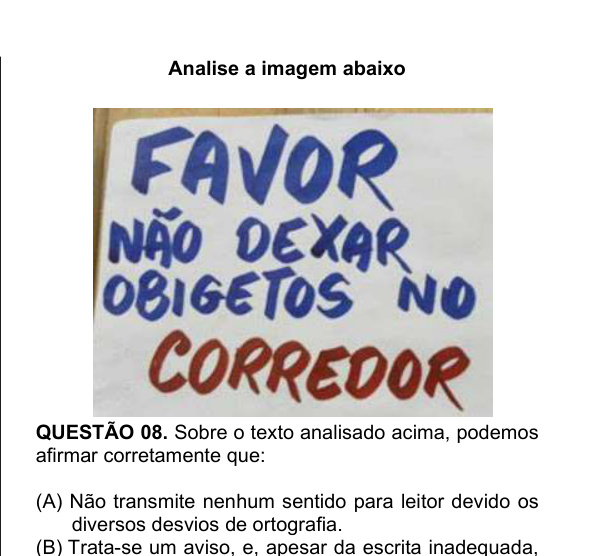 Analise a imagem abaixo
FAVOR
NÃO DEXAR
OBIGETOS NO
CORREDOR
QUESTÃO 08. Sobre o texto analisado acima, podemos
afirmar corretamente que:
(A) Não transmite nenhum sentido para leitor devido os
diversos desvios de ortografia.
(B) Trata-se um aviso, e, apesar da escrita inadequada,